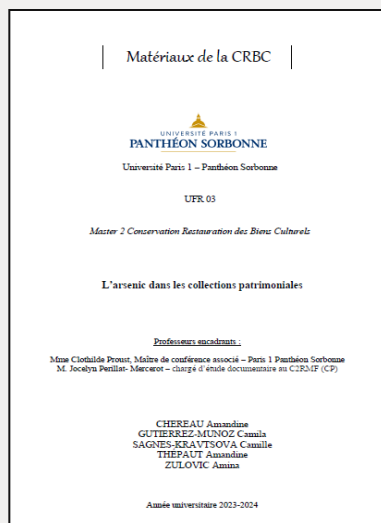 Matériaux de la CRBC
UNIVERSITÉ PARIS 1
PANTHÉON SORBONNE
Université Paris 1 – Panthéon Sorbonne
UFR 03
Master 2 Conservation Restauration des Biens Culturels
L'arsenic dans les collections patrimoniales
Professeurs encadrants :
Mme Clothilde Proust, Maître de conférence associé – Paris 1 Panthéon Sorbonne
M. Jocelyn Perillat- Mercerot – chargé d'étude documentaire au C2RMF (CP)
CHEREAU Amandine
GUTIERREZ-MUNOZ Camila
SAGNES-KRAVTSOVA Camille
THÉPAUT Amandine
ZULOVIC Amina
Année universitaire 2023-2024